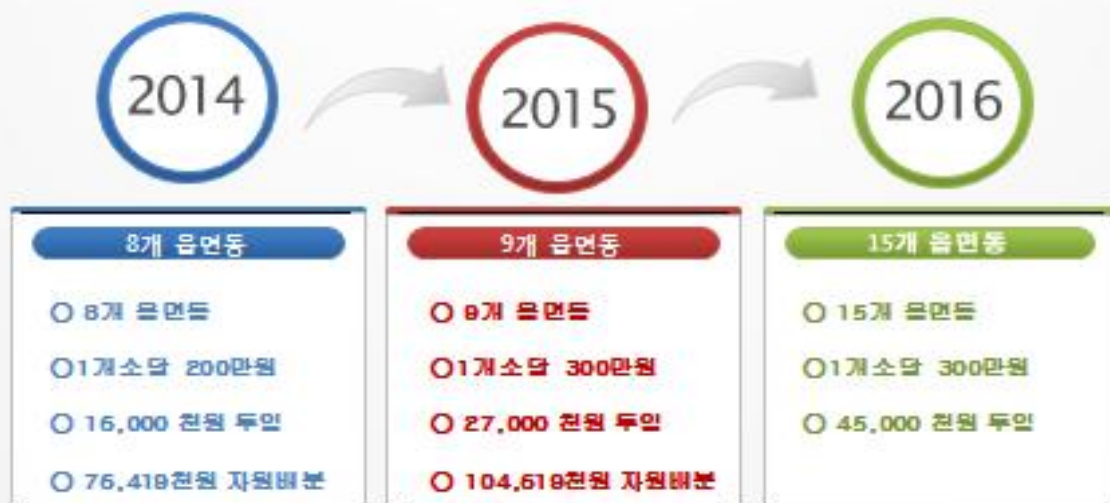 2014
2015
2016
8개 읍면동
9개 읍면동
15개 읍면동
○ 8개 읍면동
○1개소당 200만원
○ 16,000 천원 투입
○ 76,419천원 자원배분
○ 9개 읍면동
○1개소당 300만원
○ 27,000 천원 투입
○ 104,619천원 자원배분
○ 15개 읍면동
○1개소당 300만원
○ 45,000 천원 투입